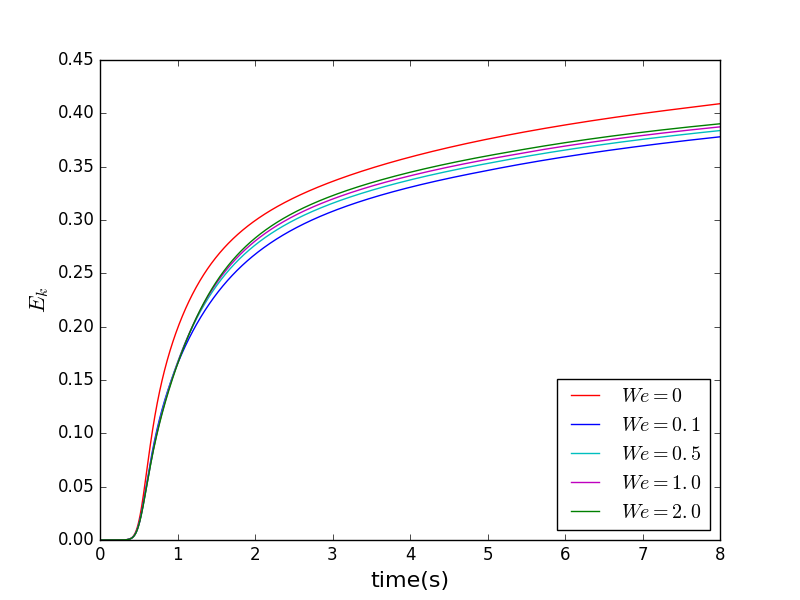 0.45
0.40
0.35
0.30
0.25
0.20
0.15
0.10
0.05
0.00
E_k
We = 0
We = 0.1
We = 0.5
We = 1.0
We = 2.0
0 1 2 3 4 5 6 7 8
time(s)